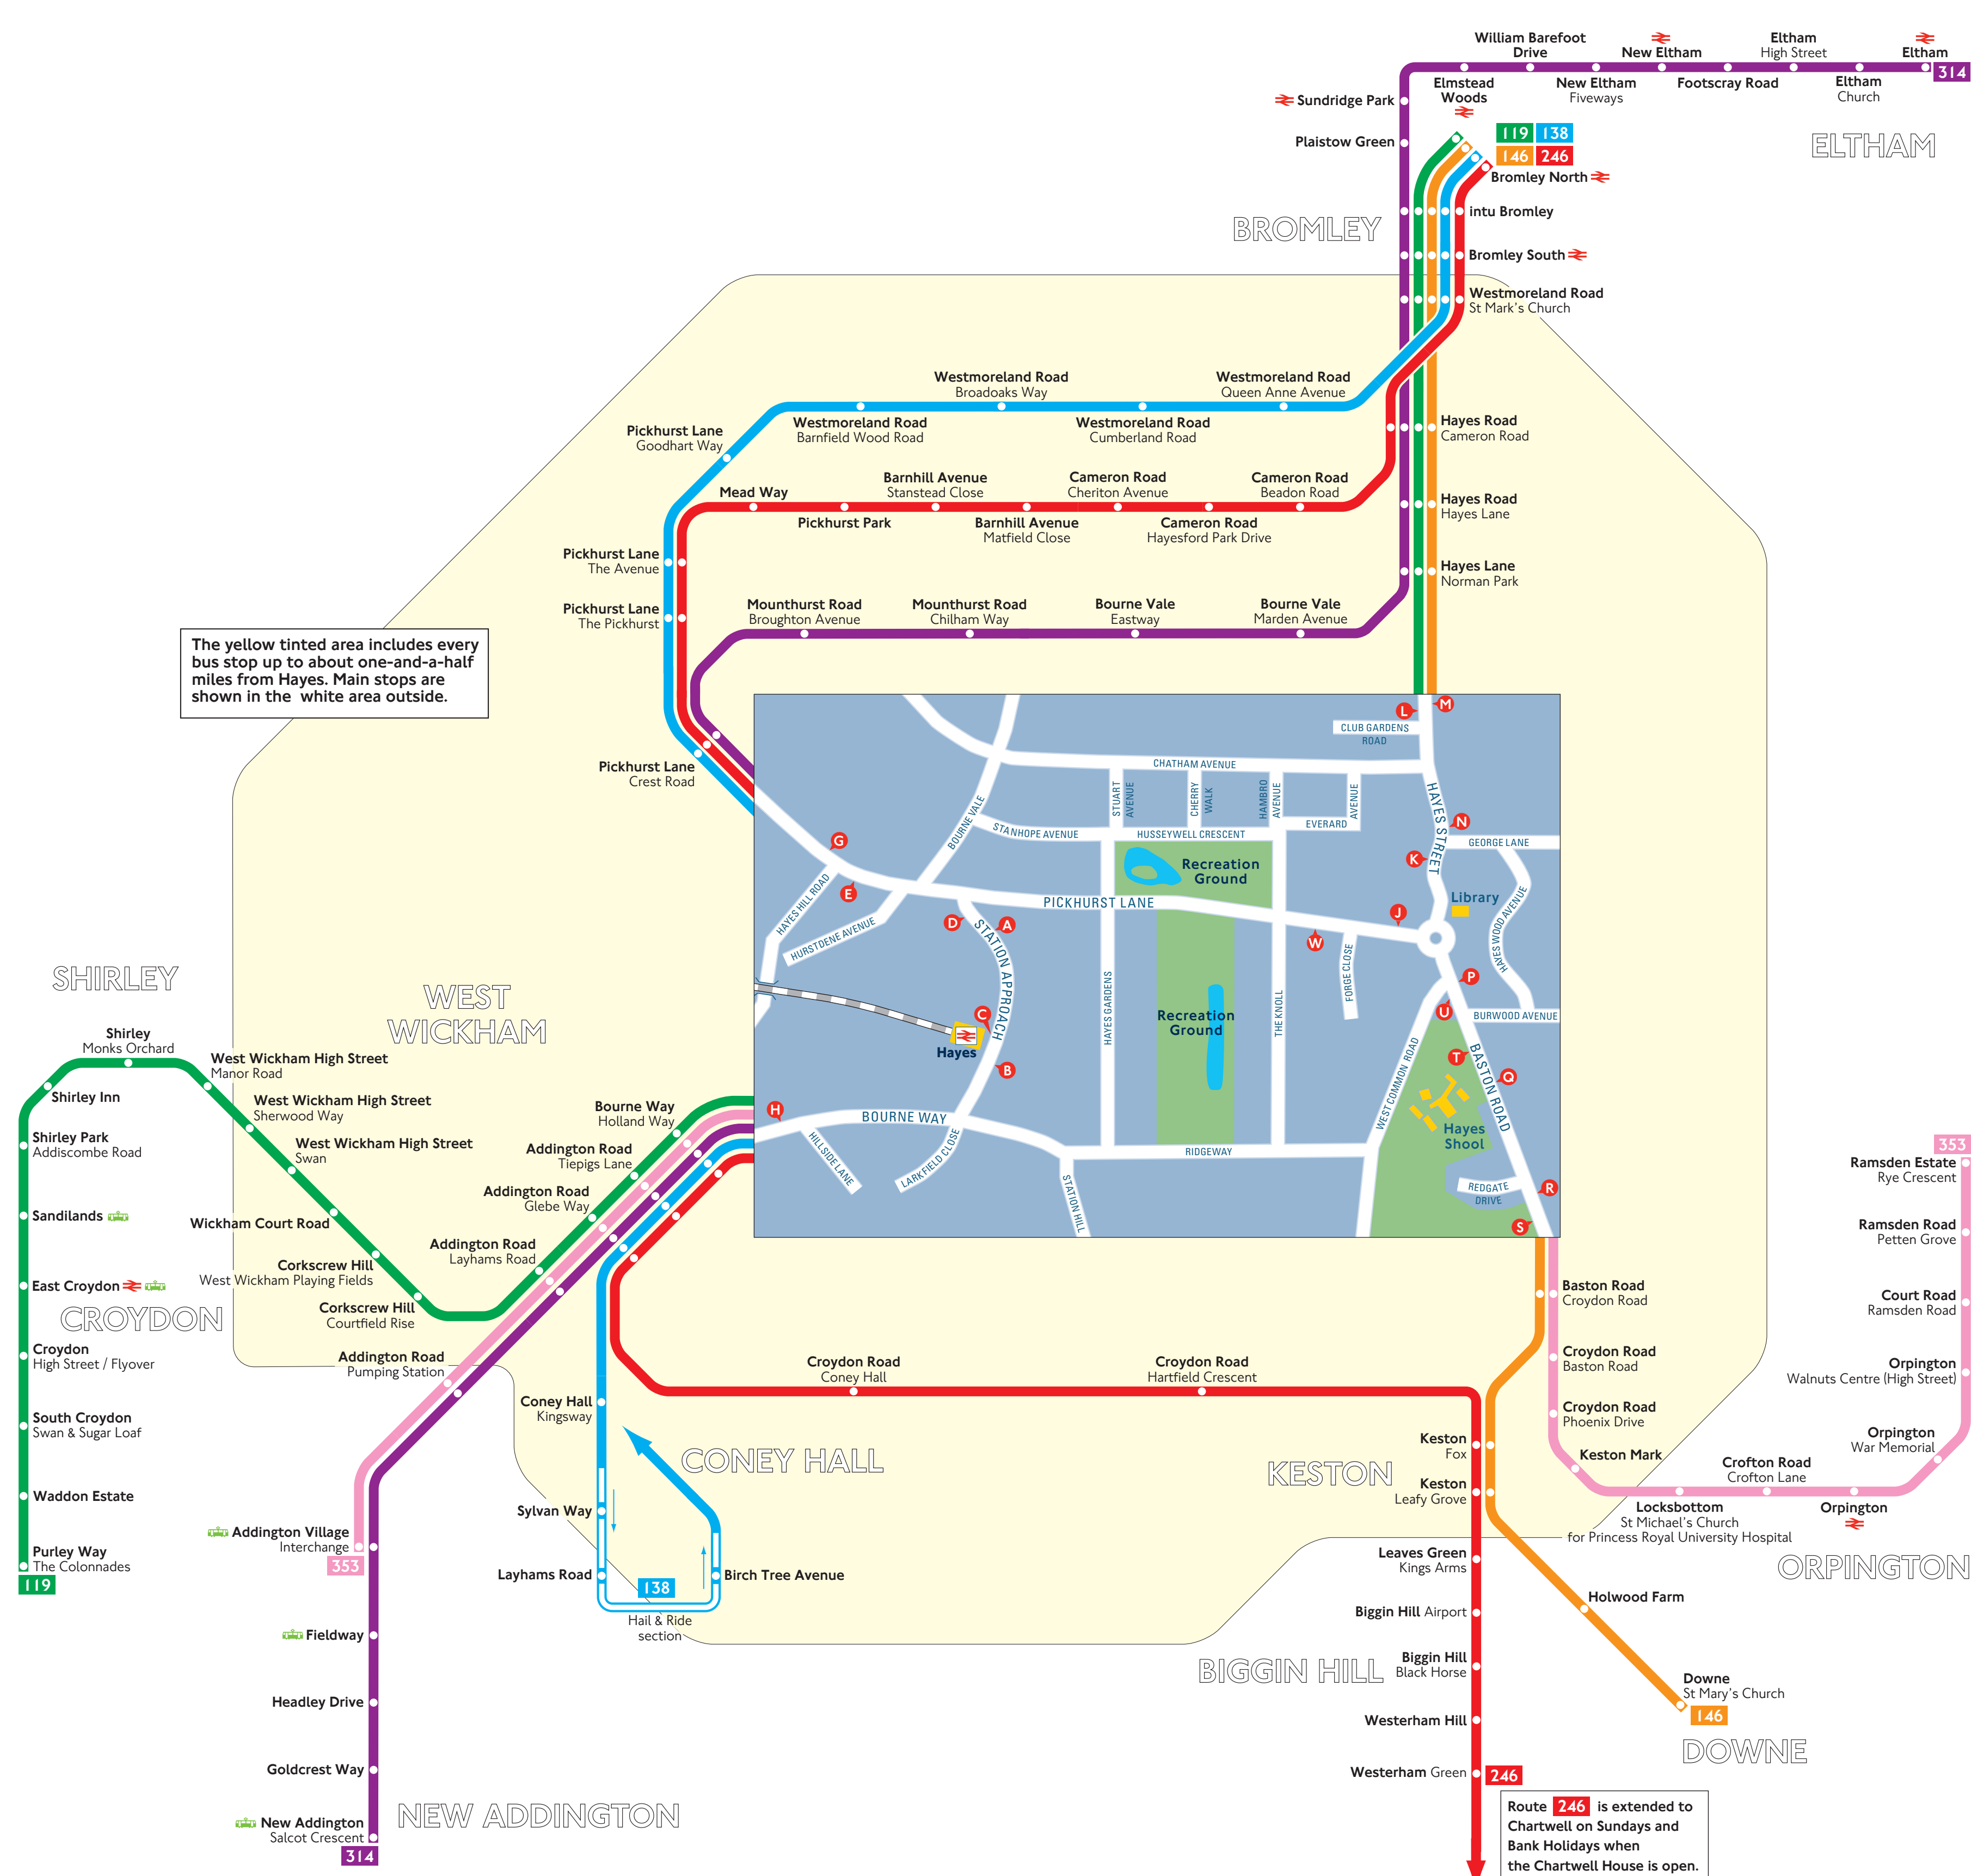 William Barefoot
Drive
New Eltham
Eltham
High Street
Eltham
314
Elmstead
Woods
New Eltham
Fiveways
Footscray Road
Eltham
Church
Sundridge Park
Plaistow Green
ELTHAM
119
138
146
246
Bromley North
BROMLEY
intu Bromley
Bromley South
Westmoreland Road
St Mark's Church
Westmoreland Road
Broadoaks Way
Westmoreland Road
Queen Anne Avenue
Westmoreland Road
Barnfield Wood Road
Westmoreland Road
Cumberland Road
Pickhurst Lane
Goodhart Way
Hayes Road
Cameron Road
Mead Way
Barnhill Avenue
Stanstead Close
Cameron Road
Cheriton Avenue
Cameron Road
Beadon Road
Pickhurst Park
Barnhill Avenue
Matfield Close
Cameron Road
Hayesford Park Drive
Hayes Road
Hayes Lane
Pickhurst Lane
The Avenue
Hayes Lane
Norman Park
Pickhurst Lane
The Pickhurst
Mounthurst Road
Broughton Avenue
Mounthurst Road
Chilham Way
Bourne Vale
Eastway
Bourne Vale
Marden Avenue
The yellow tinted area includes every
bus stop up to about one-and-a-half
miles from Hayes. Main stops are
shown in the white area outside.
Pickhurst Lane
Crest Road
L
M
CLUB GARDENS
ROAD
CHATHAM AVENUE
STUART
AVENUE
CHERRY
WALK
HAMBRO
AVENUE
AVENUE
EVERARD
HAYES STREET
N
GEORGE LANE
K
BOURNE VALE
STANHOPE AVENUE
HUSSEYWELL CRESCENT
G
E
HAYES HILL ROAD
HURSTDENE AVENUE
Recreation
Ground
PICKHURST LANE
Library
HAYES WOOD AVENUE
J
W
D
A
STATION APPROACH
FORGE CLOSE
P
U
BURWOOD AVENUE
C
Hayes
B
HAYES GARDENS
Recreation
Ground
THE KNOLL
WEST COMMON ROAD
T
BASTON ROAD
Q
Hayes
Shool
H
BOURNE WAY
HILLSIDE LANE
LARKFIELD CLOSE
RIDGEWAY
STATION HILL
REDGATE
DRIVE
R
S
SHIRLEY
WEST
WICKHAM
Shirley
Monks Orchard
West Wickham High Street
Manor Road
Shirley Inn
West Wickham High Street
Sherwood Way
Shirley Park
Addiscombe Road
West Wickham High Street
Swan
Bourne Way
Holland Way
Addington Road
Tiepigs Lane
Addington Road
Glebe Way
Sandilands
Wickham Court Road
Addington Road
Layhams Road
East Croydon
Corkscrew Hill
West Wickham Playing Fields
CROYDON
Corkscrew Hill
Courtfield Rise
Croydon
High Street / Flyover
Addington Road
Pumping Station
South Croydon
Swan & Sugar Loaf
Waddon Estate
Addington Village
Interchange
353
Purley Way
The Colonnades
119
Fieldway
Headley Drive
Goldcrest Way
New Addington
Salcot Crescent
314
NEW ADDINGTON
Croydon Road
Coney Hall
Croydon Road
Hartfield Crescent
Coney Hall
Kingsway
CONEY HALL
Sylvan Way
Layhams Road
138
Birch Tree Avenue
Hail & Ride
section
353
Ramsden Estate
Rye Crescent
Ramsden Road
Petten Grove
Court Road
Ramsden Road
Orpington
Walnuts Centre (High Street)
Orpington
War Memorial
Baston Road
Croydon Road
Croydon Road
Baston Road
Croydon Road
Phoenix Drive
Keston Mark
Crofton Road
Crofton Lane
Locksbottom
St Michael's Church
for Princess Royal University Hospital
Orpington
ORPINGTON
KESTON
Keston
Fox
Keston
Leafy Grove
Leaves Green
Kings Arms
Biggin Hill Airport
Holwood Farm
BIGGIN HILL
Biggin Hill
Black Horse
Downe
St Mary's Church
146
DOWNE
Westerham Hill
Westerham Green
246
Route 246 is extended to
Chartwell on Sundays and
Bank Holidays when
the Chartwell House is open.